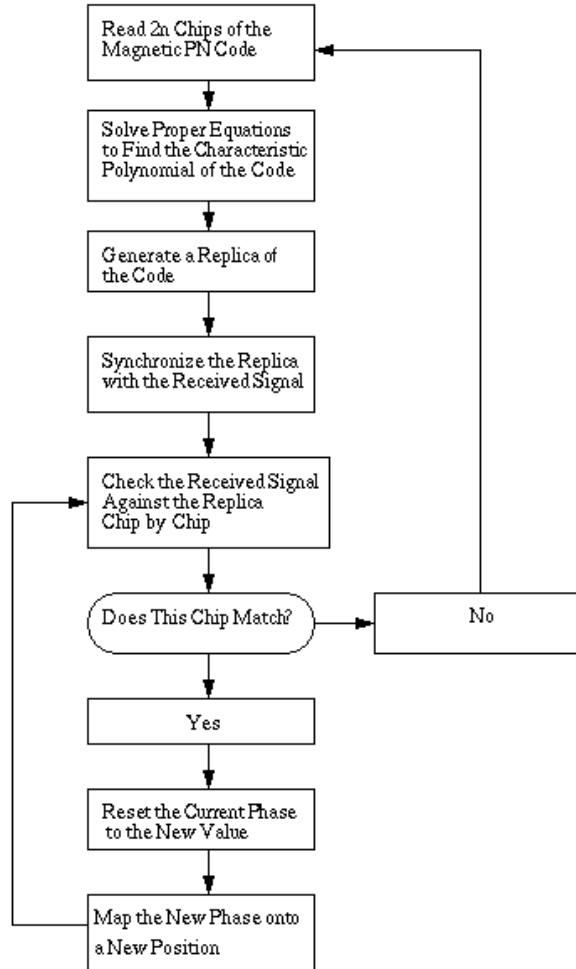 Read 2n Chips of the
Magnetic PN Code
Solve Proper Equations
to Find the Characteristic
Polynomial of the Code
Generate a Replica of
the Code
Synchronize the Replica
with the Received Signal
Check the Received Signal
Against the Replica
Chip by Chip
Does This Chip Match?
No
Yes
Reset the Current Phase
to the New Value
Map the New Phase onto
a New Position